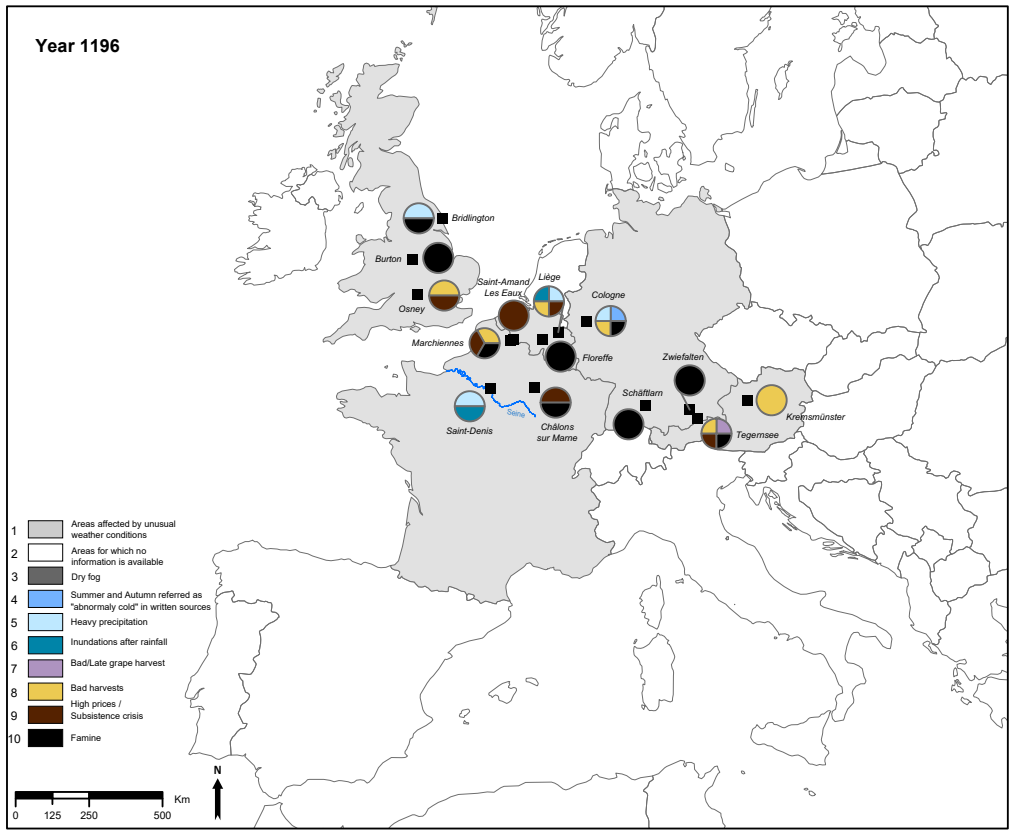 Year 1196
Bridlington
Burton
Osney
Saint-Amand
Les Eaux
Liège
Cologne
Marchiennes
Floreffe
Zwiefalten
Schäftlarn
Kremsmünster
Tegernsee
Seine
Saint-Denis
Châlons
sur Marne
1 Areas affected by unusual
weather conditions
2 Areas for which no
information is available
3 Dry fog
4 Summer and Autumn referred as
"abnormaly cold" in written sources
5 Heavy precipitation
6 Inundations after rainfall
7 Bad/Late grape harvest
8 Bad harvests
9 High prices /
Subsistence crisis
10 Famine
N
Km
0 125 250 500